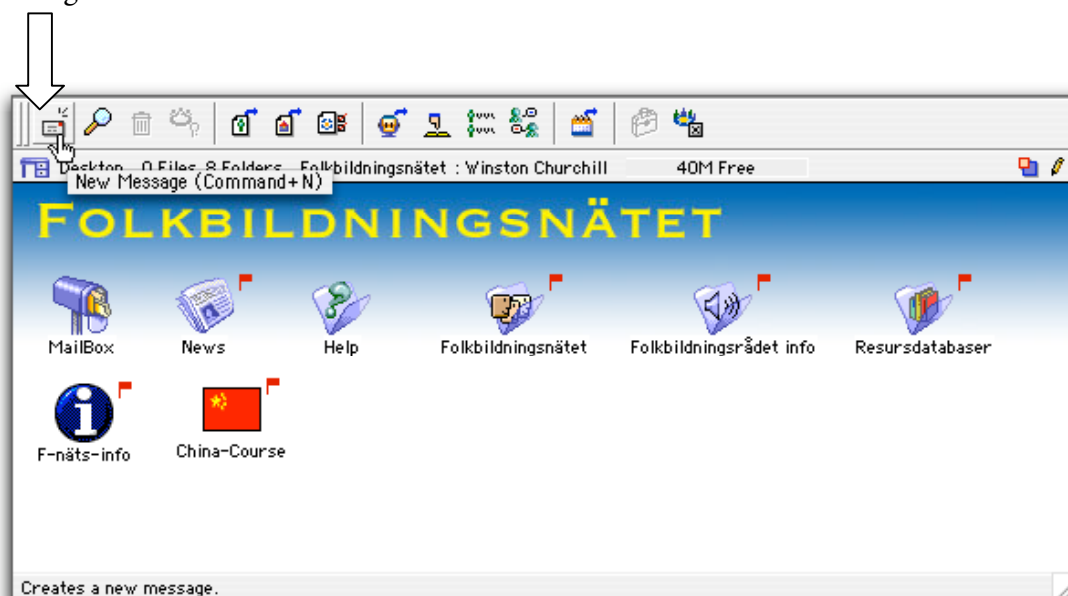 New Message (Command+N)
Desktop 0 Files 8 Folders Folkbildningsnätet : Winston Churchill 40M Free
FOLKBILDNINGSNÄTET
MailBox News Help Folkbildningsnätet Folkbildningsrådet info Resursdatabaser
F-näts-info China-Course
Creates a new message.